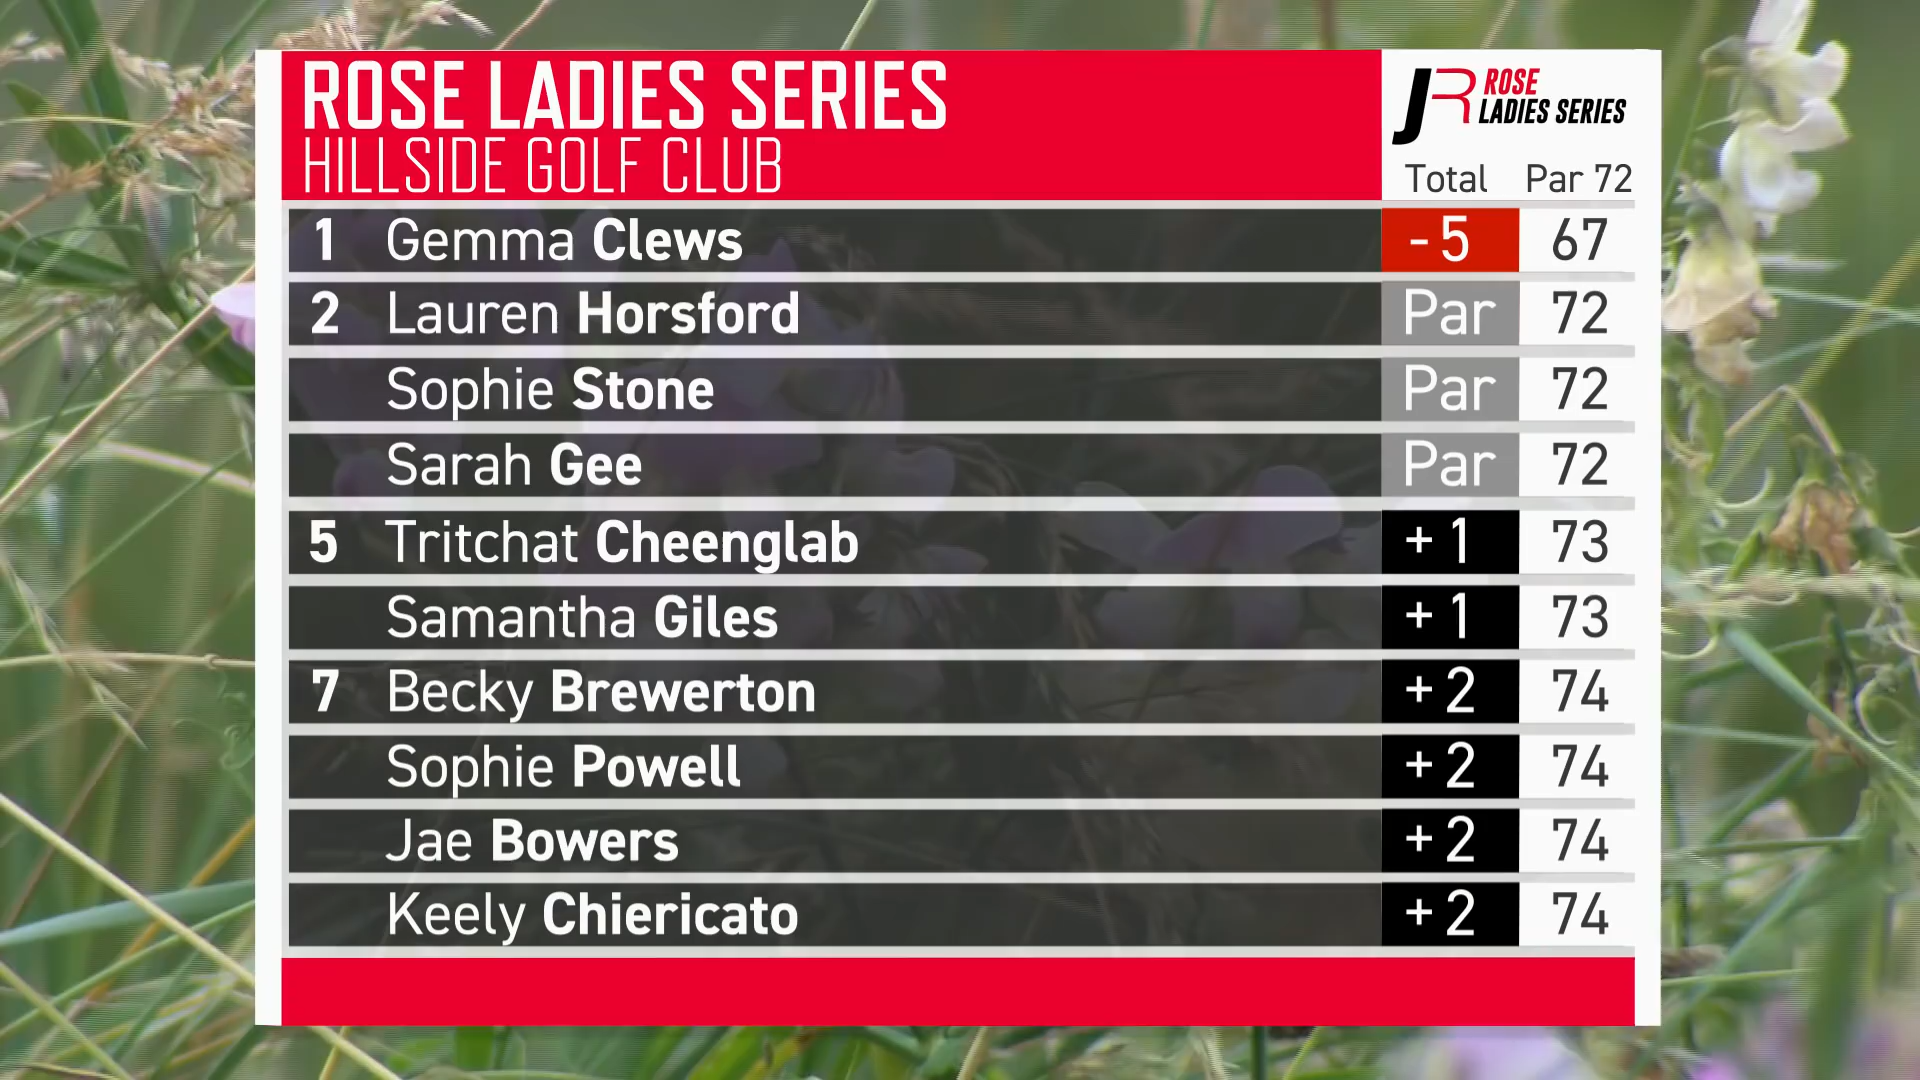 ROSE LADIES SERIES
HILLSIDE GOLF CLUB
JR ROSE
LADIES SERIES
Total Par 72
1 Gemma Clews -5 67
2 Lauren Horsford Par 72
Sophie Stone Par 72
Sarah Gee Par 72
5 Tritchat Cheenglab +1 73
Samantha Giles +1 73
7 Becky Brewerton +2 74
Sophie Powell +2 74
Jae Bowers +2 74
Keely Chiericato +2 74